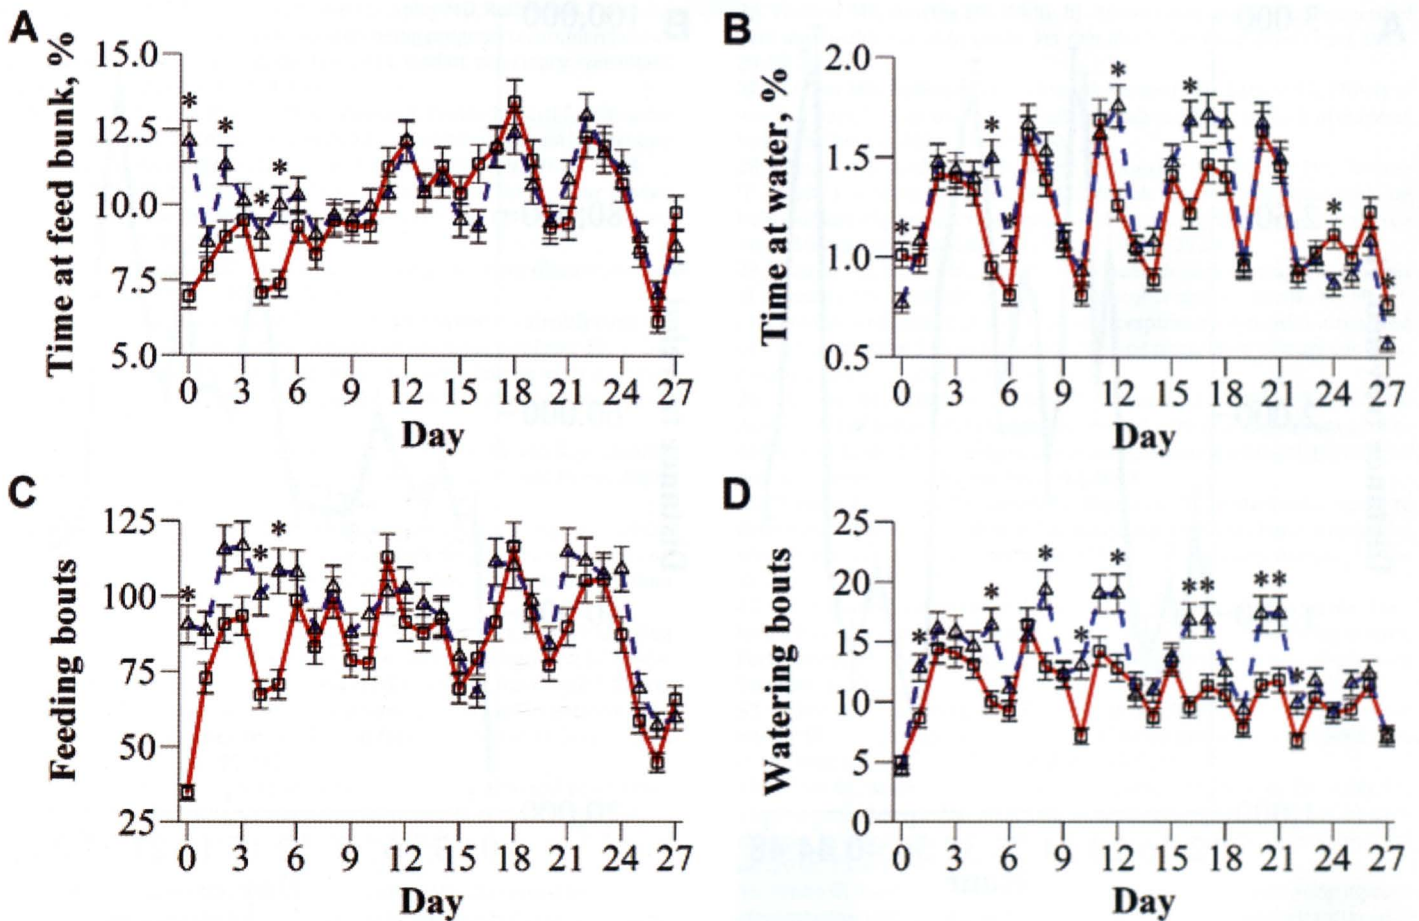 A
Time at feed bunk, %
15.0
12.5
10.0
7.5
5.0
* * * *
0 3 6 9 12 15 18 21 24 27
Day
B
Time at water, %
2.0
1.5
1.0
0.5
* * * * * * *
0 3 6 9 12 15 18 21 24 27
Day
C
Feeding bouts
125
100
75
50
25
* * *
0 3 6 9 12 15 18 21 24 27
Day
D
Watering bouts
25
20
15
10
5
0
* * * * * ** ** *
0 3 6 9 12 15 18 21 24 27
Day